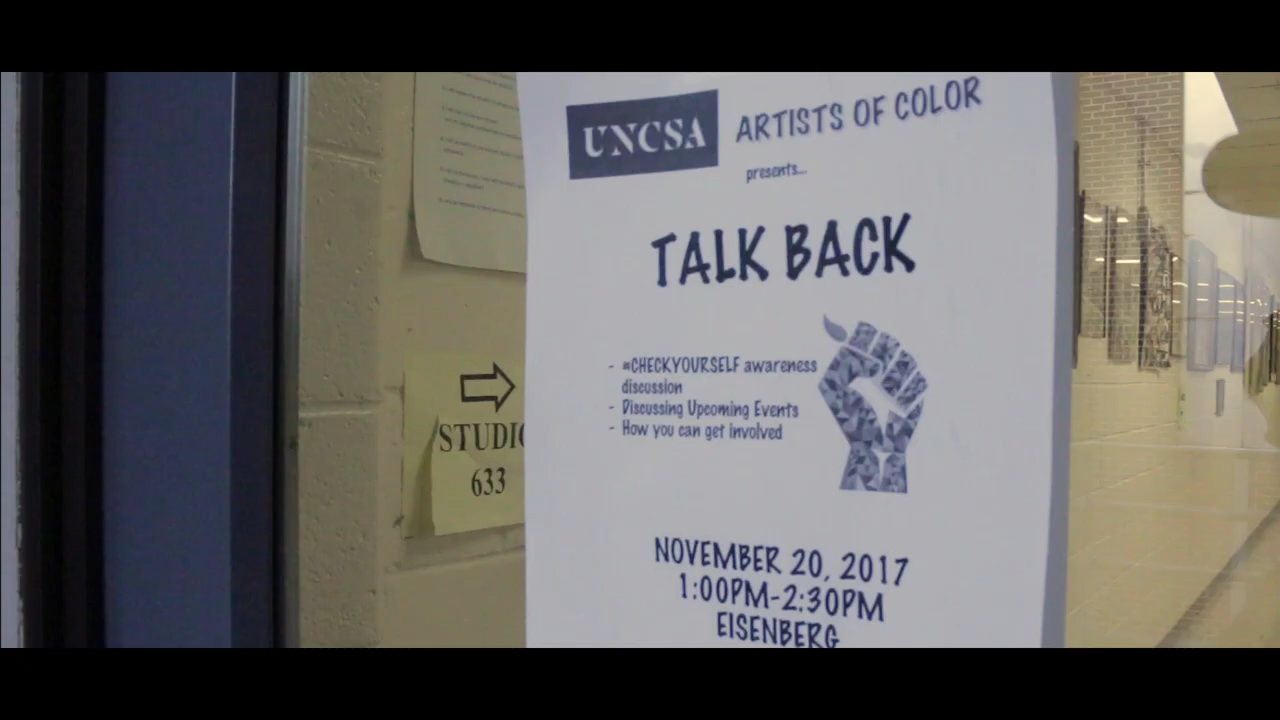 UNCSA
ARTISTS OF COLOR
presents...
TALK BACK
- #CHECKYOURSELF awareness
discussion
- Discussing Upcoming Events
- How you can get involved
NOVEMBER 20, 2017
1:00PM-2:30PM
EISENBERG
STUDIO
633